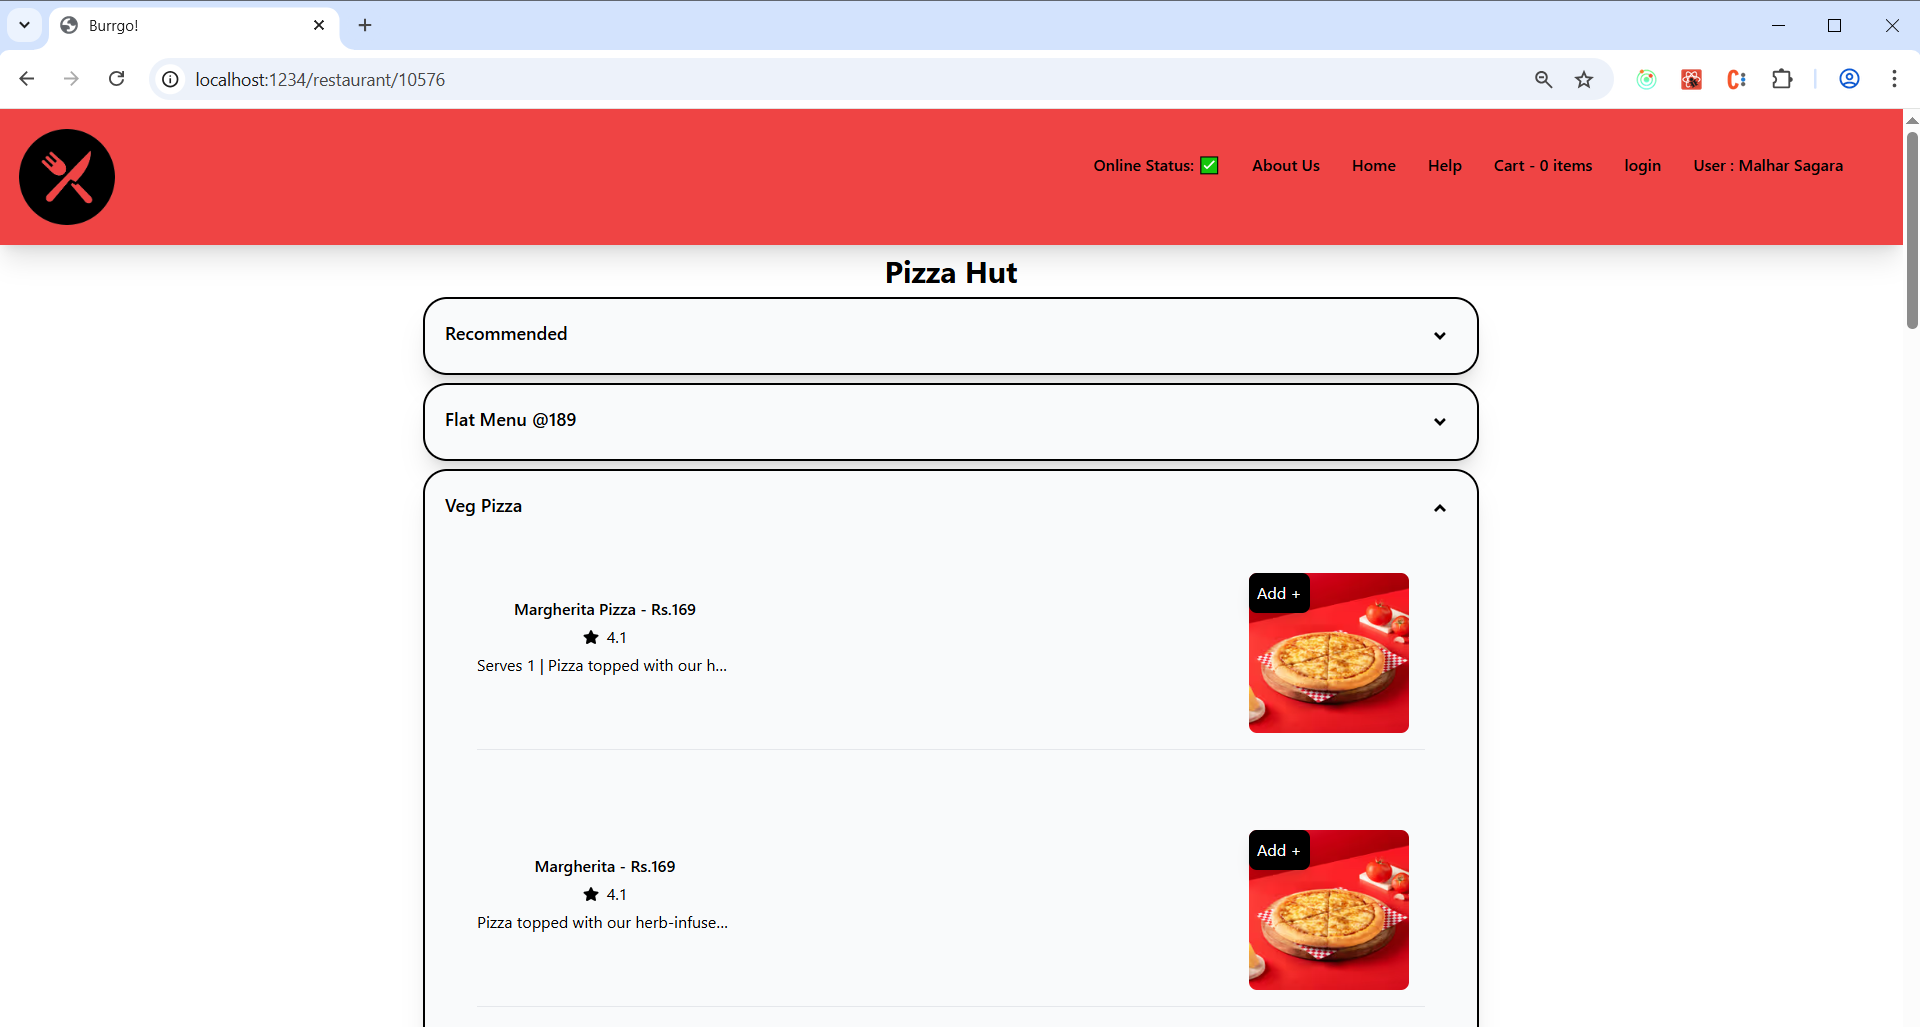 Burrgo!
localhost:1234/restaurant/10576
Online Status: ✅ About Us Home Help Cart - 0 items login User : Malhar Sagara
Pizza Hut
Recommended
Flat Menu @189
Veg Pizza
Margherita Pizza - Rs.169
4.1
Serves 1 | Pizza topped with our h...
Add +
Margherita - Rs.169
4.1
Pizza topped with our herb-infuse...
Add +